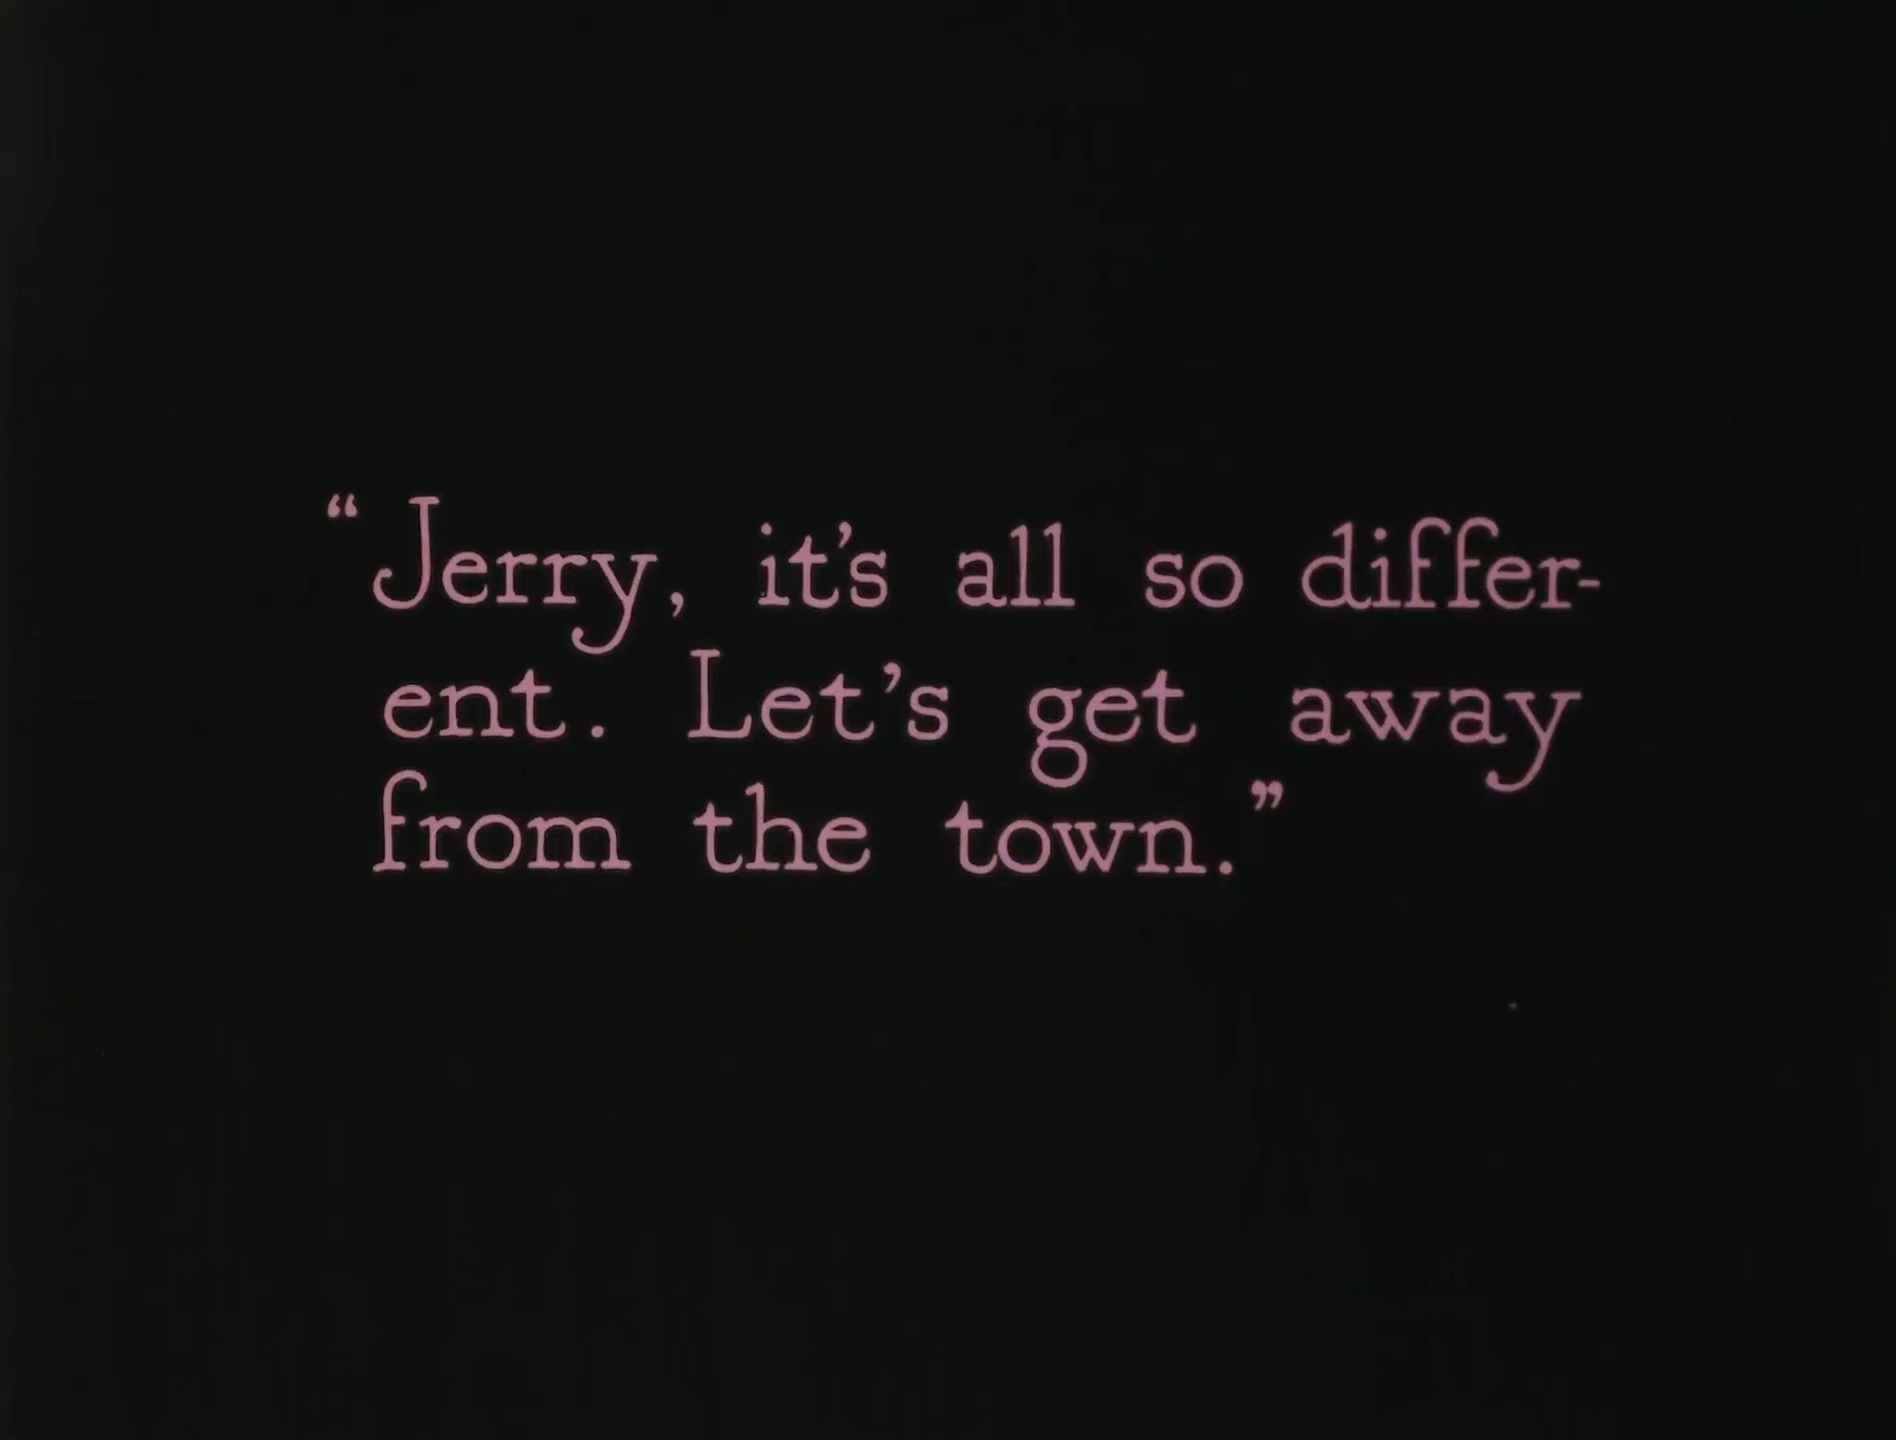 “Jerry, it's all so differ-
ent. Let's get away
from the town.”